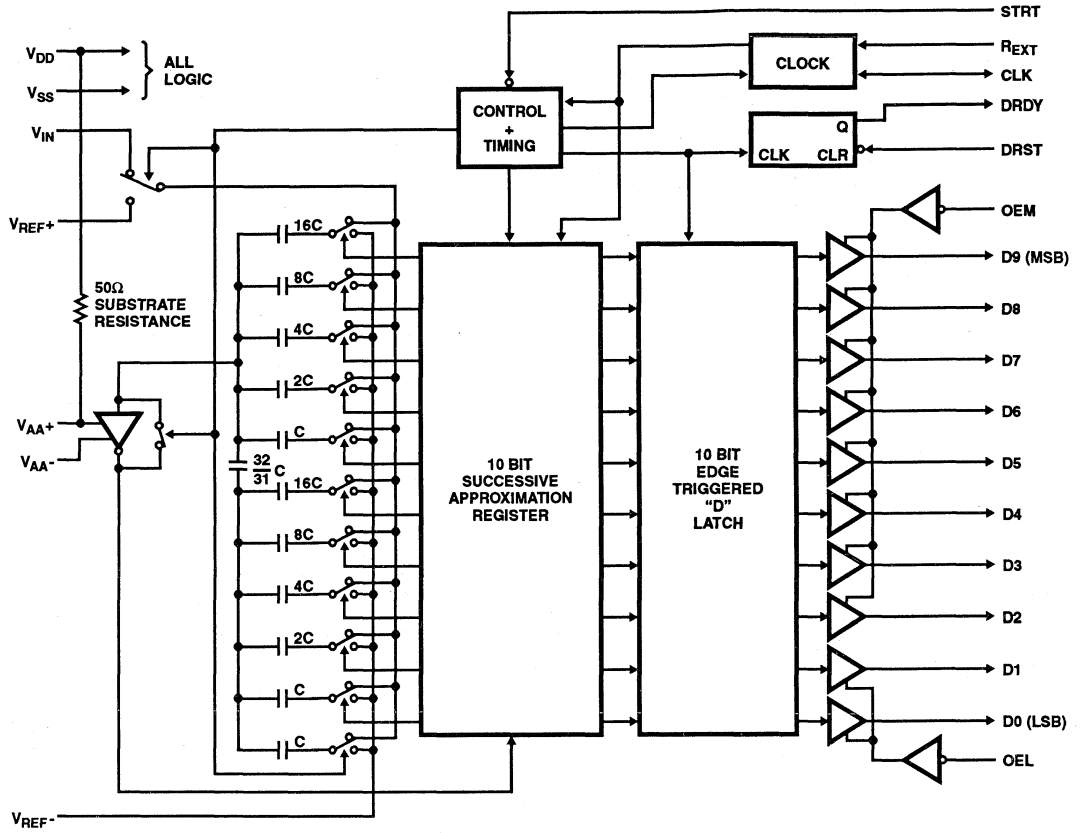 STRT
VDD
ALL
LOGIC
REXT
CLOCK
VSS
CLK
CONTROL
+
TIMING
DRDY
Q
VIN
DRST
CLK CLR
VREF+
OEM
16C
D9 (MSB)
8C
50Ω
SUBSTRATE
RESISTANCE
D8
4C
D7
2C
D6
VAA+
C
VAA-
32
31
C
10 BIT
SUCCESSIVE
APPROXIMATION
REGISTER
10 BIT
EDGE
TRIGGERED
“D”
LATCH
D5
16C
D4
8C
D3
4C
D2
2C
D1
C
D0 (LSB)
C
OEL
VREF-